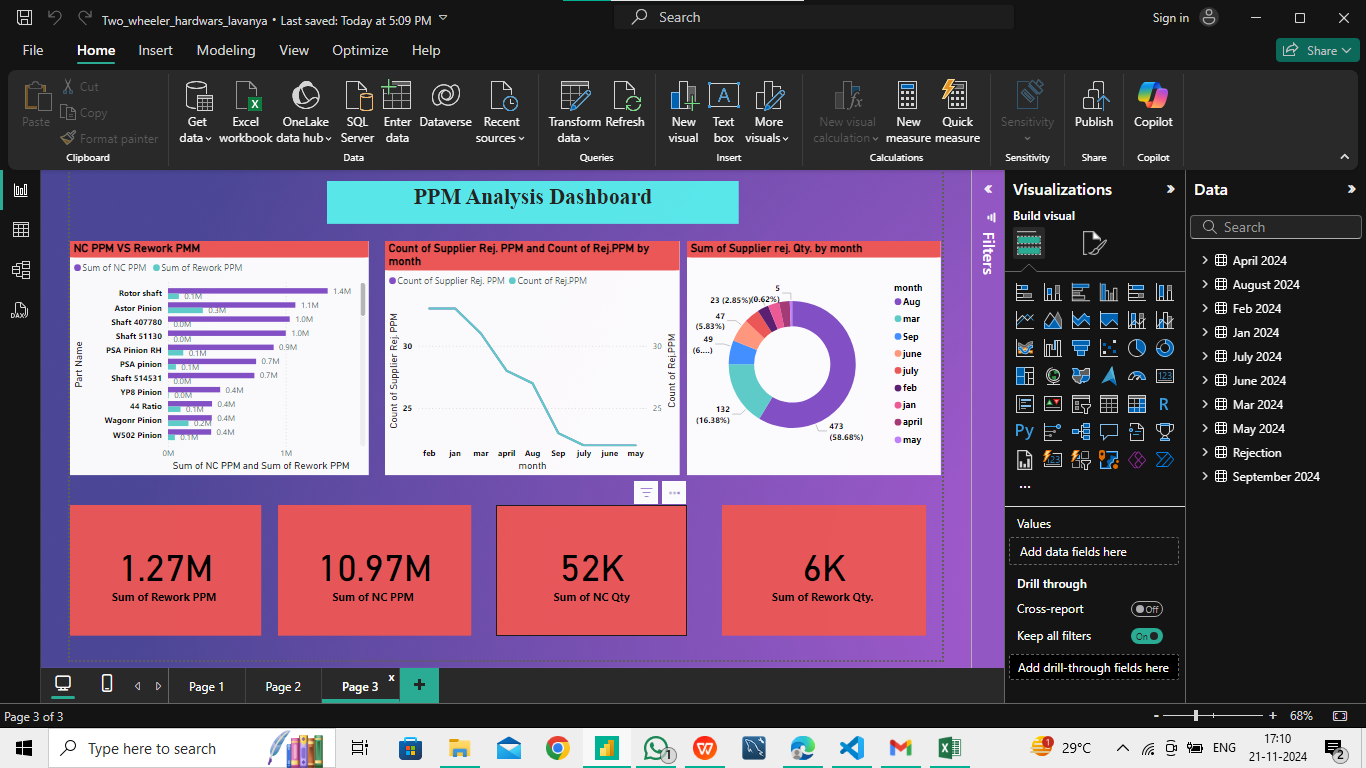 Two_wheeler_hardwars_lavanya • Last saved: Today at 5:09 PM
Search
Sign in
File Home Insert Modeling View Optimize Help
Share
Paste
Cut
Copy
Format painter
Clipboard
Get data
Excel workbook
OneLake data hub
SQL Server
Enter data
Dataverse
Recent sources
Data
Transform data
Refresh
Queries
New visual
Text box
More visuals
Insert
New visual calculation
New measure
Quick measure
Calculations
Sensitivity
Sensitivity
Publish
Share
Copilot
Copilot
PPM Analysis Dashboard
NC PPM VS Rework PMM
Sum of NC PPM Sum of Rework PPM
Part Name
Rotor shaft 1.4M
0.1M
Astor Pinion 1.1M
0.3M
Shaft 407780 1.0M
0.0M
Shaft 51130 1.0M
0.0M
PSA Pinion RH 0.9M
0.1M
PSA pinion 0.7M
0.1M
Shaft 514531 0.7M
0.0M
YP8 Pinion 0.4M
0.0M
44 Ratio 0.4M
0.1M
Wagonr Pinion 0.4M
0.2M
W502 Pinion 0.4M
0.1M
0M 1M
Sum of NC PPM and Sum of Rework PPM
Count of Supplier Rej. PPM and Count of Rej.PPM by
month
Count of Supplier Rej. PPM Count of Rej.PPM
Count of Supplier Rej. PPM
30 30
25 25
Count of Rej.PPM
feb jan mar april Aug Sep july june may
month
Sum of Supplier rej. Qty. by month
5
(0.62%)
23 (2.85%)
47
(5.83%)
49
(6....)
132
(16.38%)
473
(58.68%)
month
Aug
mar
Sep
june
july
feb
jan
april
may
1.27M
Sum of Rework PPM
10.97M
Sum of NC PPM
52K
Sum of NC Qty
6K
Sum of Rework Qty.
Filters
Visualizations
Build visual
R
Py
123
123
...
Values
Add data fields here
Drill through
Cross-report Off
Keep all filters On
Add drill-through fields here
Data
Search
April 2024
August 2024
Feb 2024
Jan 2024
July 2024
June 2024
Mar 2024
May 2024
Rejection
September 2024
Page 1 Page 2 Page 3 x +
Page 3 of 3
- + 68%
DAX
Type here to search
1
29°C
ENG
17:10
21-11-2024
2